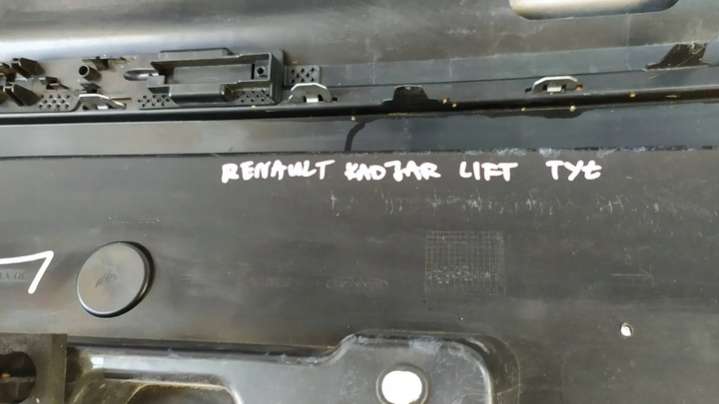 RENAULT KADJAR LIFT TYŁ